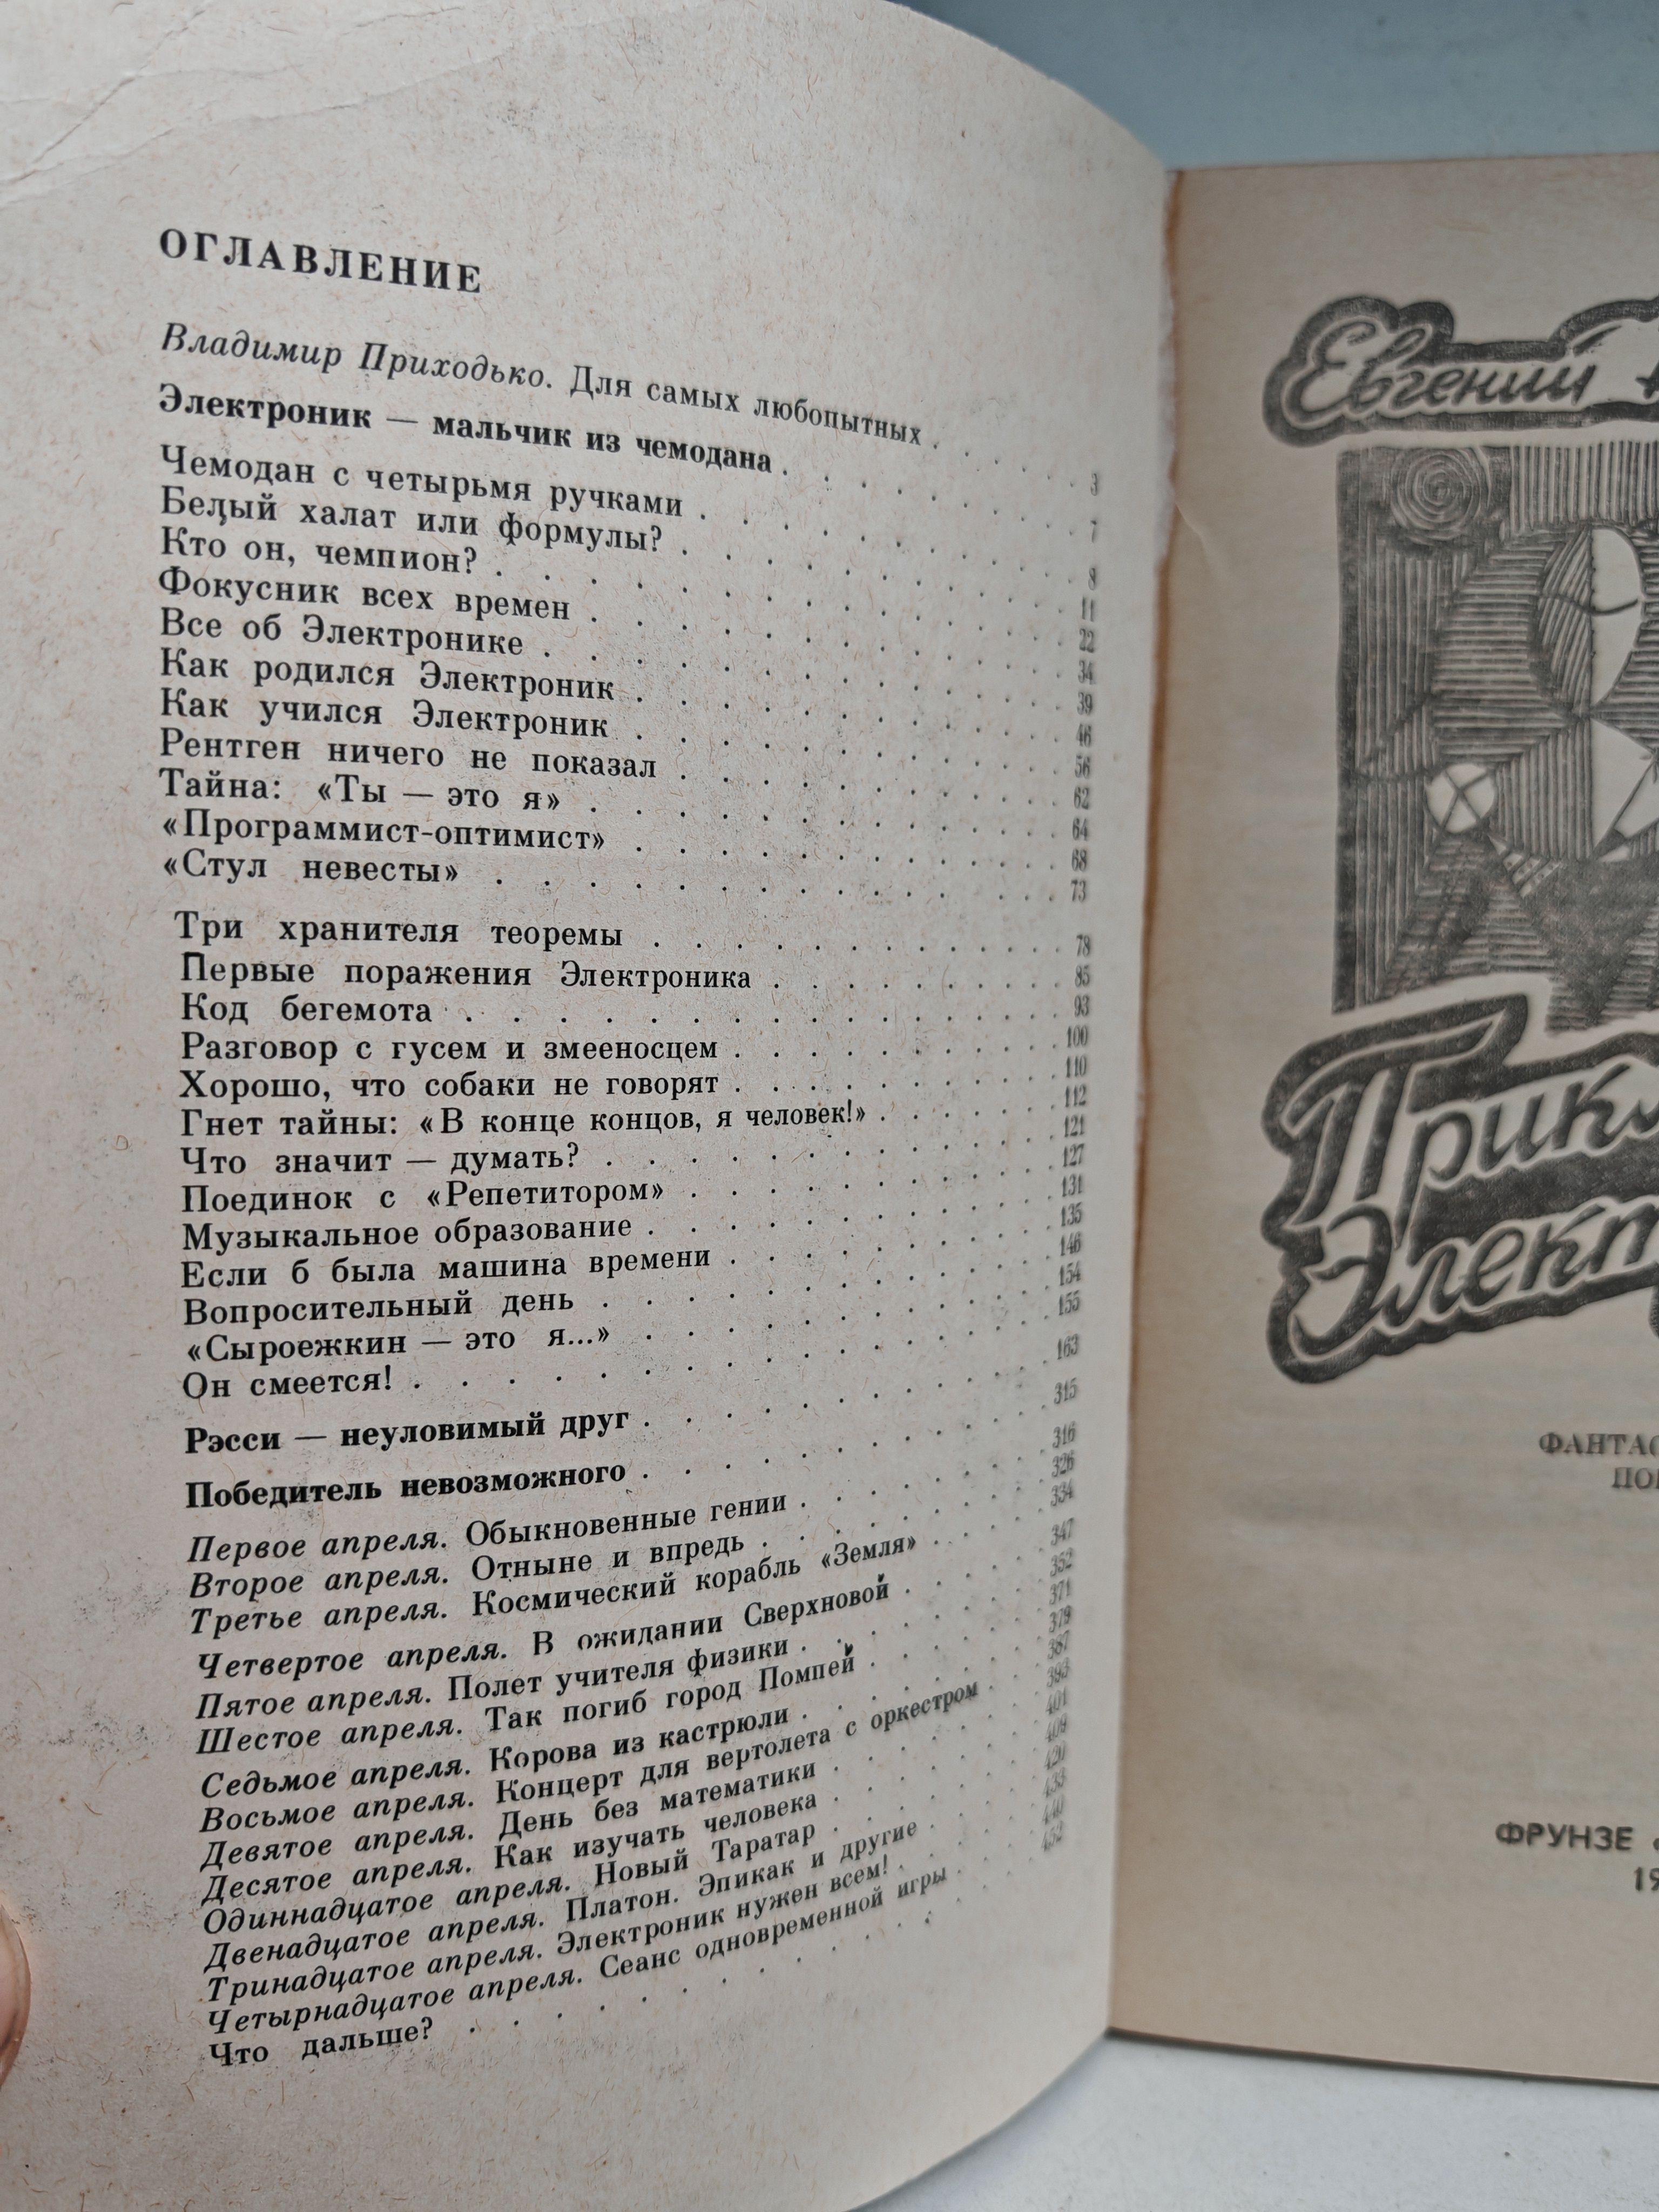 ОГЛАВЛЕНИЕ
Владимир Приходько. Для самых любопытных . 3
Электроник — мальчик из чемодана . 7
Чемодан с четырьмя ручками . 8
Белый халат или формулы? . 11
Кто он, чемпион? . 22
Фокусник всех времен . 34
Все об Электронике . 39
Как родился Электроник . 46
Как учился Электроник . 56
Рентген ничего не показал . 62
Тайна: «Ты — это я» . 64
«Программист-оптимист» . 68
«Стул невесты» . 73
Три хранителя теоремы . 78
Первые поражения Электроника . 85
Код бегемота . 93
Разговор с гусем и змееносцем . 100
Хорошо, что собаки не говорят . 110
Гнет тайны: «В конце концов, я человек!» . 112
Что значит — думать? . 121
Поединок с «Репетитором» . 127
Музыкальное образование . 131
Если б была машина времени . 135
Вопросительный день . 146
«Сыроежкин — это я...» . 154
Он смеется! . 155
Рэсси — неуловимый друг . 163
Победитель невозможного . 315
Первое апреля. Обыкновенные гении . 316
Второе апреля. Отныне и впредь . 326
Третье апреля. Космический корабль «Земля» . 334
Четвертое апреля. В ожидании Сверхновой . 347
Пятое апреля. Полет учителя физики . 352
Шестое апреля. Так погиб город Помпей . 371
Седьмое апреля. Корова из кастрюли . 379
Восьмое апреля. Концерт для вертолета с оркестром . 387
Девятое апреля. День без математики . 393
Десятое апреля. Как изучать человека . 401
Одиннадцатое апреля. Новый Таратар . 409
Двенадцатое апреля. Платон. Эпикак и другие . 420
Тринадцатое апреля. Электроник нужен всем! . 433
Четырнадцатое апреля. Сеанс одновременной игры . 440
Что дальше? . 452
Евгений
Прикл
Элект
ФАНТАС
ПОВ
ФРУНЗЕ
19